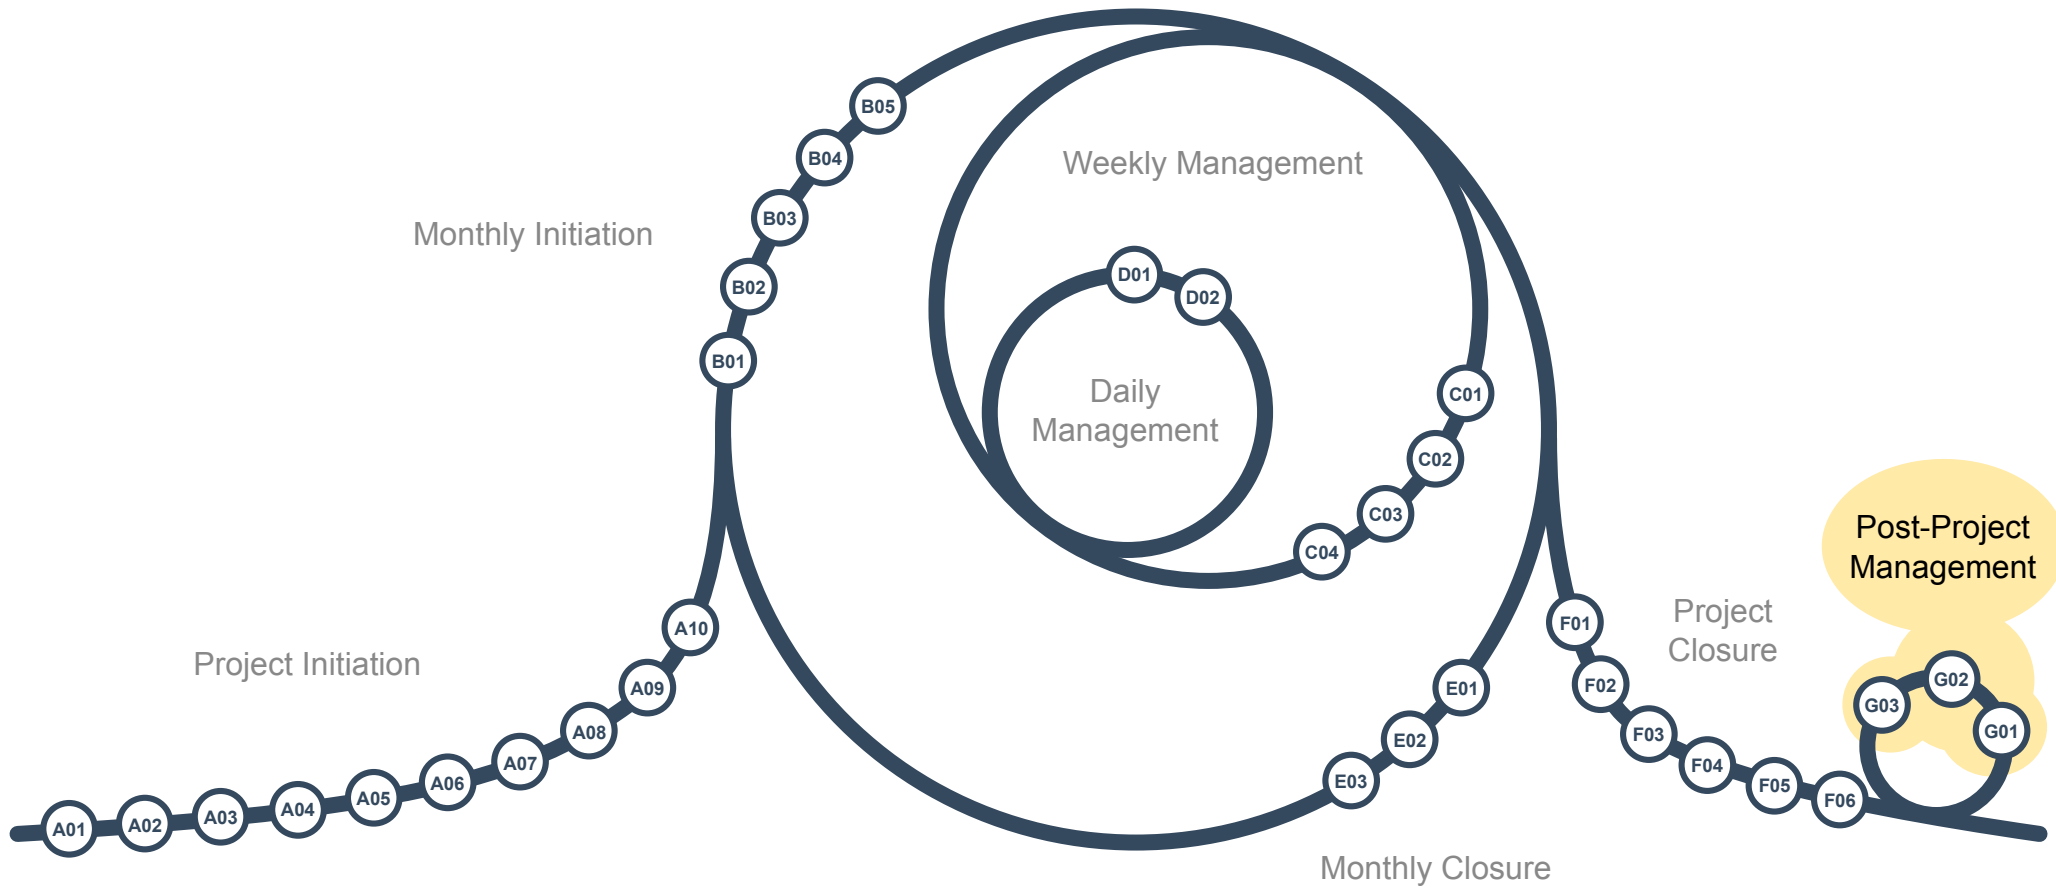 B05
B04
Weekly Management
B03
Monthly Initiation
D01
B02
D02
B01
Daily
Management
C01
C02
C03
Post-Project
Management
C04
Project
Closure
F01
A10
Project Initiation
G02
F02
A09
E01
G03
A08
G01
F03
E02
A07
F04
A06
E03
F05
A05
F06
A04
A03
A02
A01
Monthly Closure